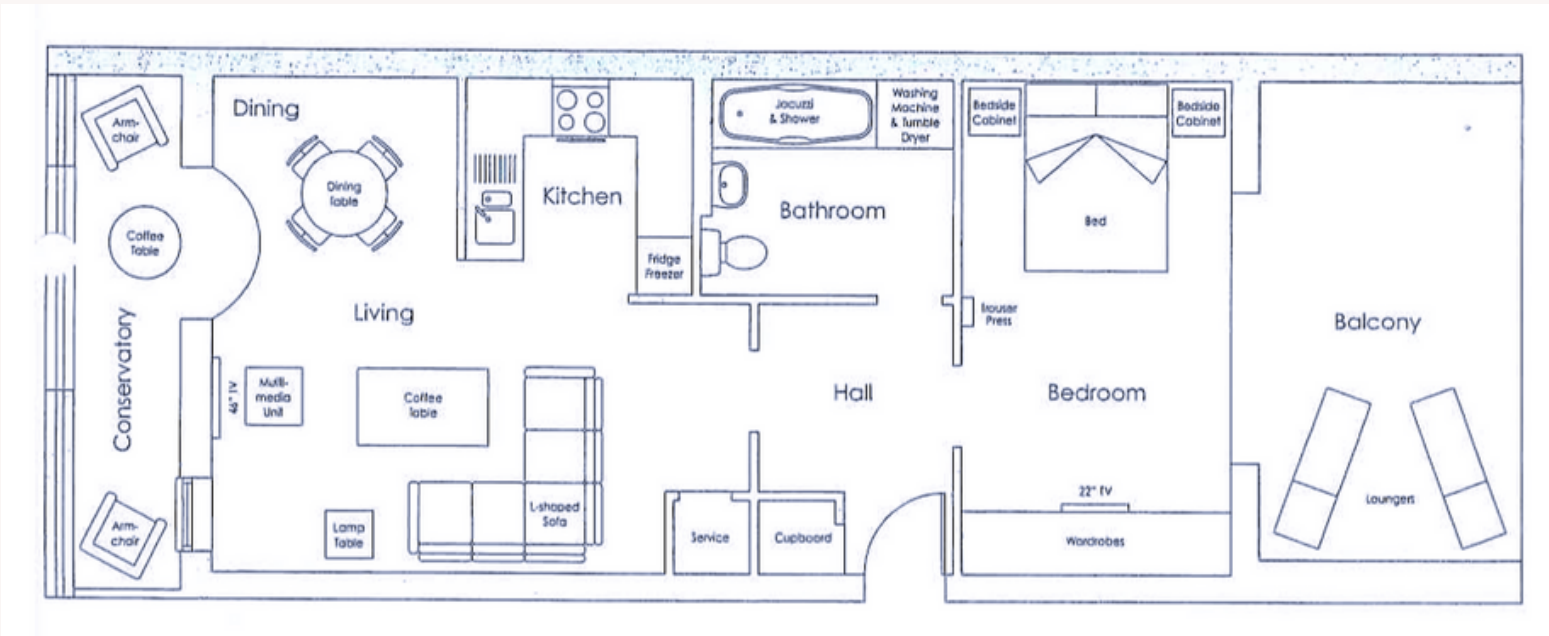 Dining
Arm-
chair
Dining
Table
Coffee
Table
Conservatory
Living
46" TV
Multi-
media
Unit
Coffee
Table
Arm-
chair
Lamp
Table
L-shaped
Sofa
Kitchen
Fridge
Freezer
Jacuzzi
& Shower
Washing
Machine
& Tumble
Dryer
Bathroom
Hall
Service
Cupboard
Bedside
Cabinet
Bedside
Cabinet
Bed
Trouser
Press
Bedroom
22" TV
Wardrobes
Balcony
Loungers